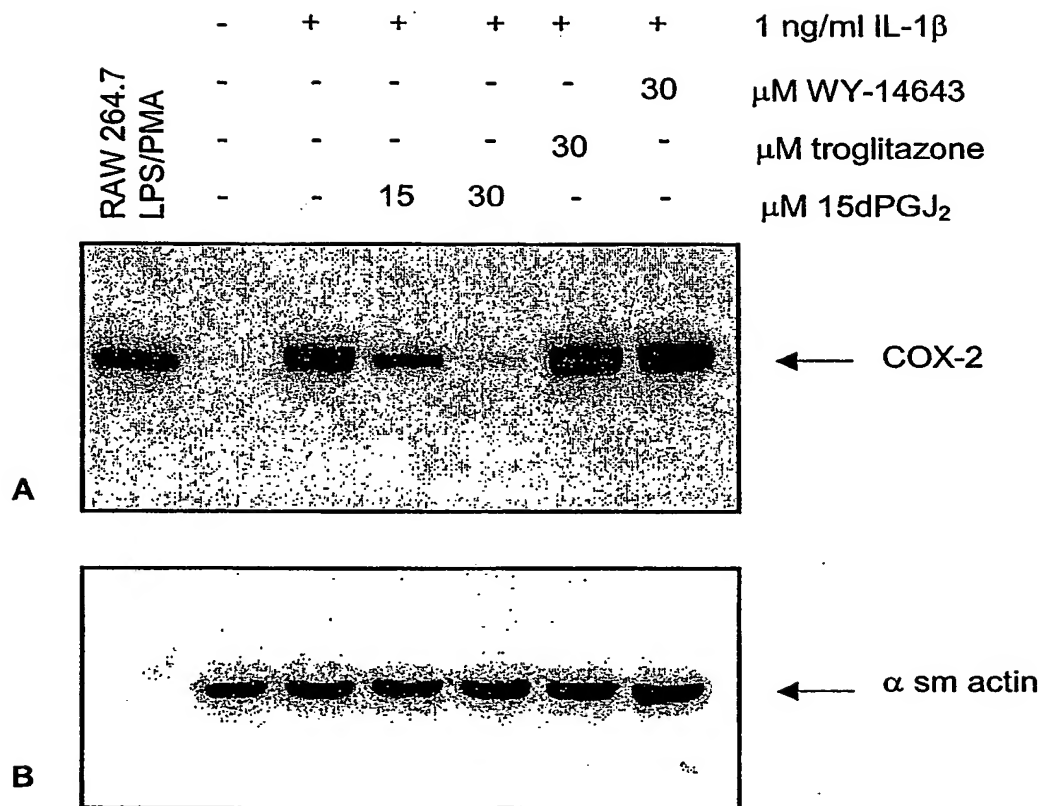 - + + + + + 1 ng/ml IL-1β
RAW 264.7
LPS/PMA
- - - - - 30 μM WY-14643
- - - - 30 - μM troglitazone
- - 15 30 - - μM 15dPGJ₂
COX-2
A
α sm actin
B